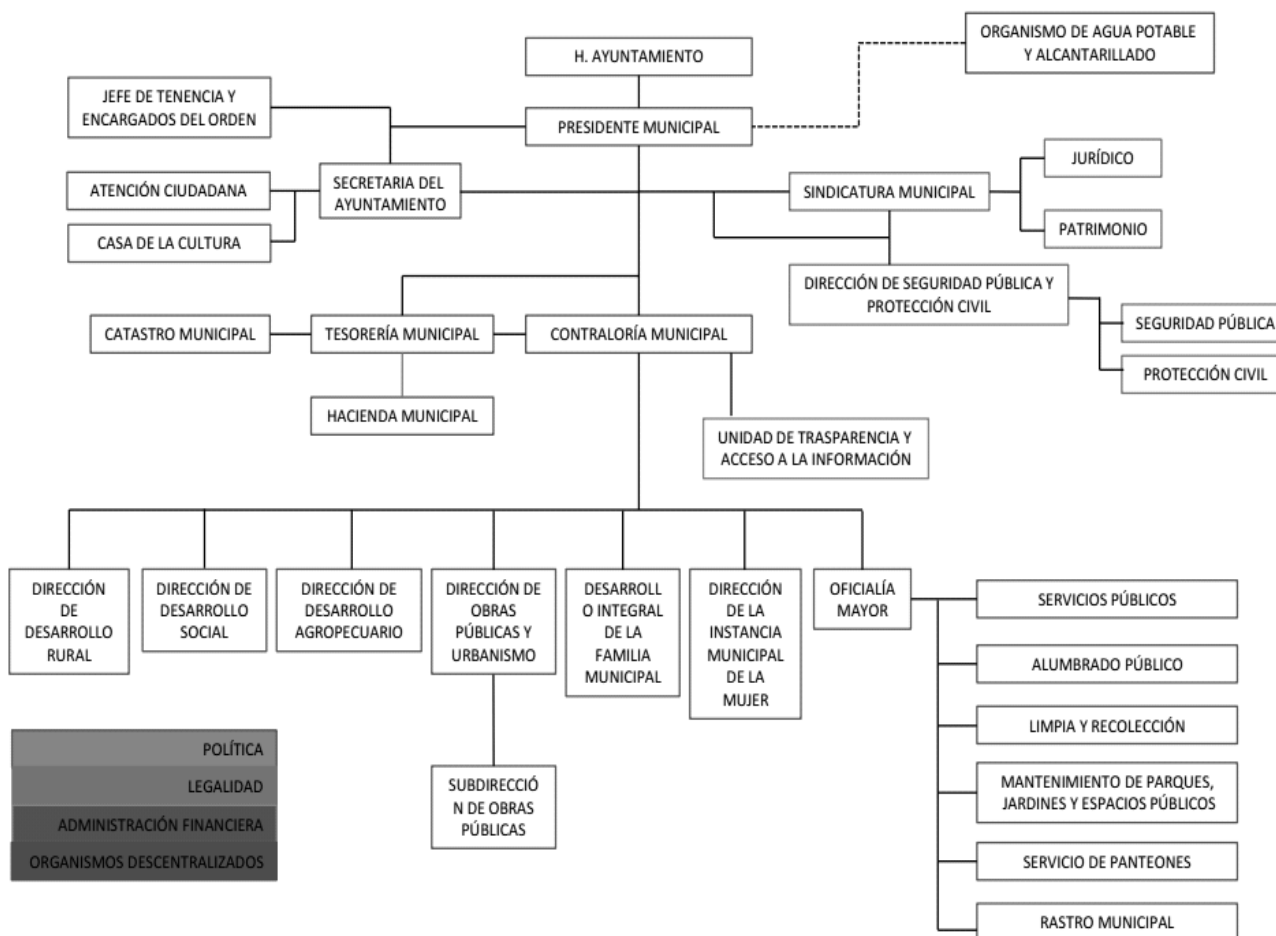 ORGANISMO DE AGUA POTABLE
Y ALCANTARILLADO
H. AYUNTAMIENTO
JEFE DE TENENCIA Y
ENCARGADOS DEL ORDEN
PRESIDENTE MUNICIPAL
JURÍDICO
ATENCIÓN CIUDADANA
SECRETARIA DEL
AYUNTAMIENTO
SINDICATURA MUNICIPAL
CASA DE LA CULTURA
PATRIMONIO
DIRECCIÓN DE SEGURIDAD PÚBLICA Y
PROTECCIÓN CIVIL
CATASTRO MUNICIPAL
TESORERÍA MUNICIPAL
CONTRALORÍA MUNICIPAL
SEGURIDAD PÚBLICA
PROTECCIÓN CIVIL
HACIENDA MUNICIPAL
UNIDAD DE TRASPARENCIA Y
ACCESO A LA INFORMACIÓN
DIRECCIÓN
DE
DESARROLLO
RURAL
DIRECCIÓN DE
DESARROLLO
SOCIAL
DIRECCIÓN DE
DESARROLLO
AGROPECUARIO
DIRECCIÓN DE
OBRAS
PÚBLICAS Y
URBANISMO
DESARROLL
O INTEGRAL
DE LA
FAMILIA
MUNICIPAL
DIRECCIÓN
DE LA
INSTANCIA
MUNICIPAL
DE LA
MUJER
OFICIALÍA
MAYOR
SERVICIOS PÚBLICOS
ALUMBRADO PÚBLICO
LIMPIA Y RECOLECCIÓN
MANTENIMIENTO DE PARQUES,
JARDINES Y ESPACIOS PÚBLICOS
SERVICIO DE PANTEONES
RASTRO MUNICIPAL
SUBDIRECCIÓ
N DE OBRAS
PÚBLICAS
POLÍTICA
LEGALIDAD
ADMINISTRACIÓN FINANCIERA
ORGANISMOS DESCENTRALIZADOS